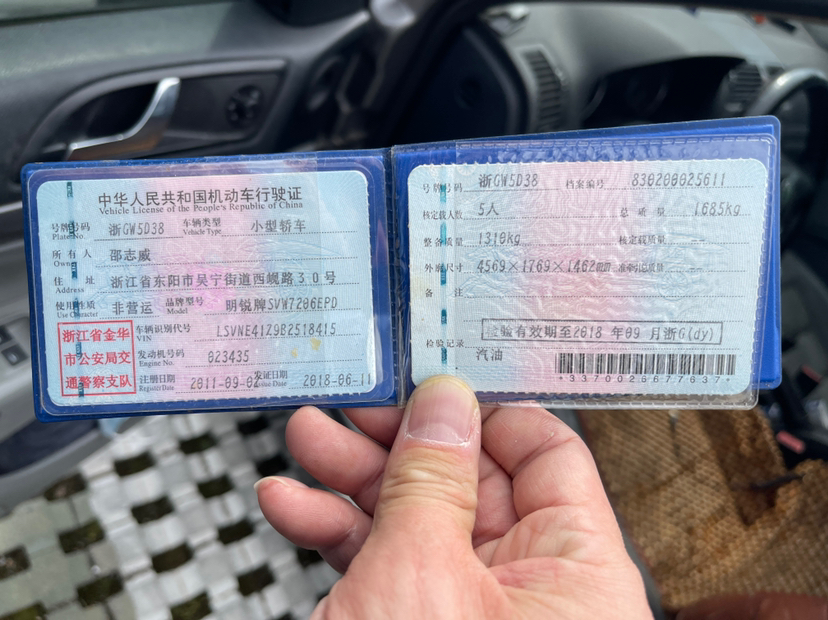 中华人民共和国机动车行驶证
Vehicle License of the People's Republic of China
号牌号码 浙GW5D38 车辆类型 小型轿车
Plate No. Vehicle Type
所有人 邵志威
Owner
住址 浙江省东阳市吴宁街道西岘路30号
Address
使用性质 非营运 品牌型号 明锐牌SVW7206EPD
Use Character Model
浙江省金华
市公安局交
通警察支队
车辆识别代号 LSVNE41Z9B2518415
VIN
发动机号码 023435
注册日期 2011-09-02 发证日期 2018-06-11
Register Date Issue Date
号牌号码 浙GW5D38 档案编号 830200025611
核定载人数 5人 总质量 1685kg
整备质量 1310kg 核定载质量 --
外廓尺寸 4569×1769×1462mm 准牵引总质量 --
备注
检验有效期至2018年09月浙G(dy)
检验记录
汽油
*3370026677637*